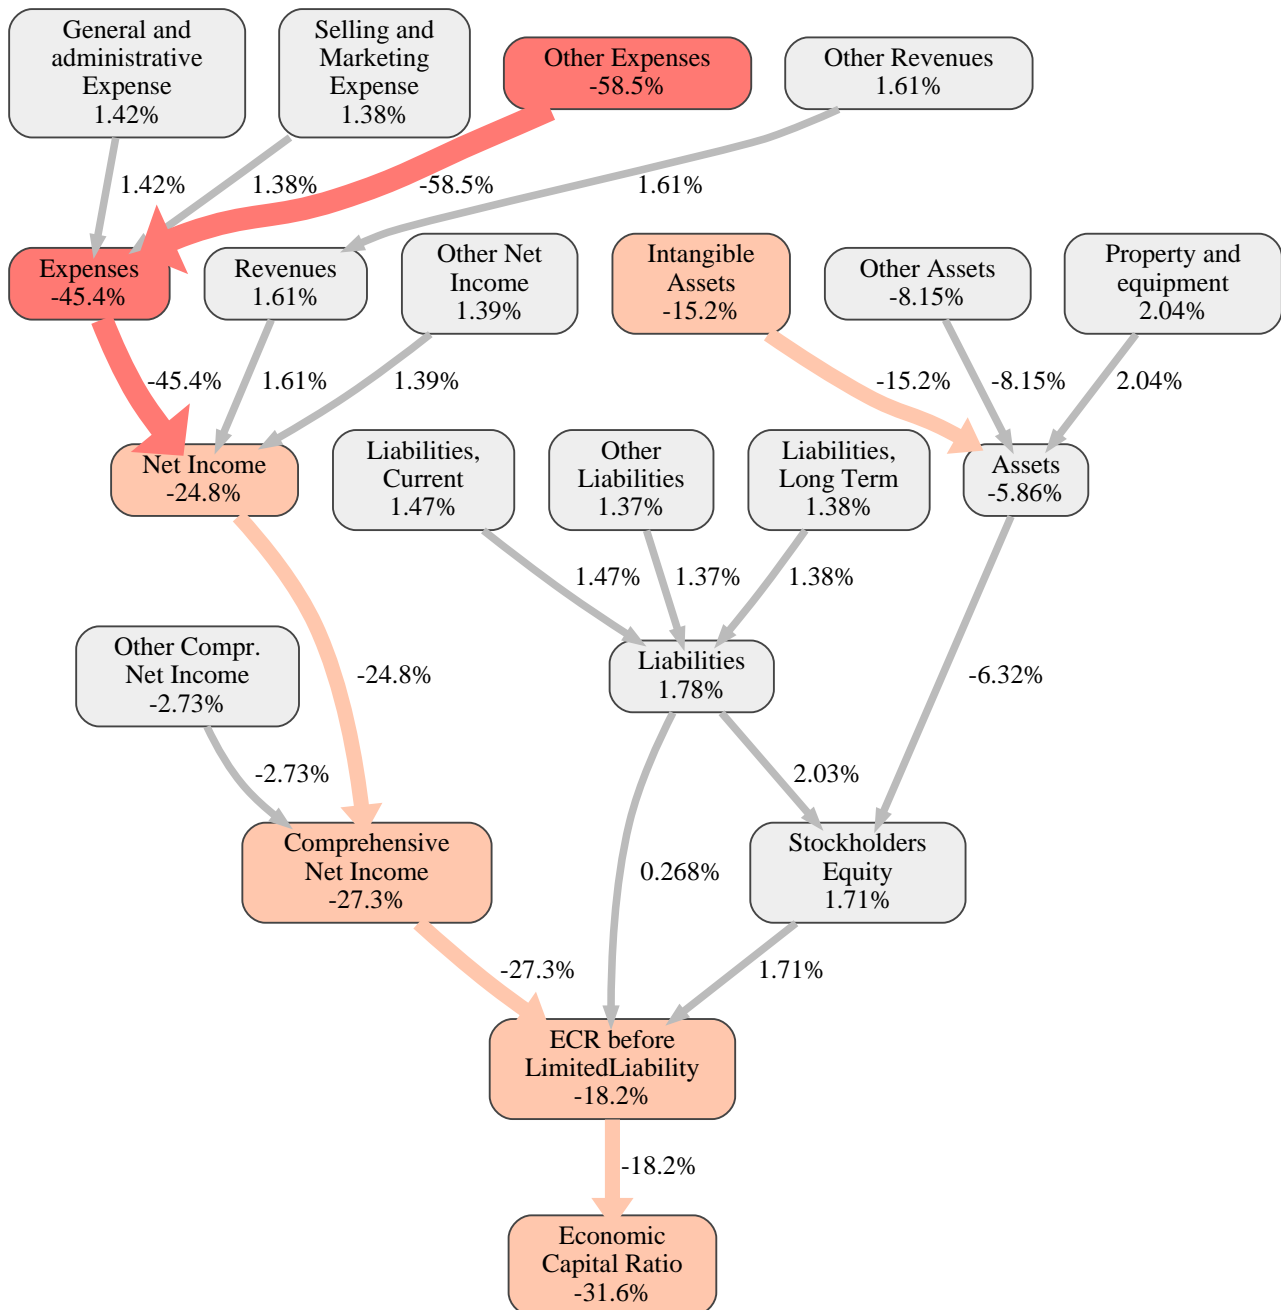 General and
administrative
Expense
1.42%
Selling and
Marketing
Expense
1.38%
Other Expenses
-58.5%
Other Revenues
1.61%
1.42%
1.38%
-58.5%
1.61%
Expenses
-45.4%
Revenues
1.61%
Other Net
Income
1.39%
Intangible
Assets
-15.2%
Other Assets
-8.15%
Property and
equipment
2.04%
-45.4%
1.61%
1.39%
-15.2%
-8.15%
2.04%
Net Income
-24.8%
Liabilities,
Current
1.47%
Other
Liabilities
1.37%
Liabilities,
Long Term
1.38%
Assets
-5.86%
1.47%
1.37%
1.38%
Other Compr.
Net Income
-2.73%
-24.8%
Liabilities
1.78%
-6.32%
-2.73%
2.03%
Comprehensive
Net Income
-27.3%
0.268%
Stockholders
Equity
1.71%
-27.3%
1.71%
ECR before
LimitedLiability
-18.2%
-18.2%
Economic
Capital Ratio
-31.6%